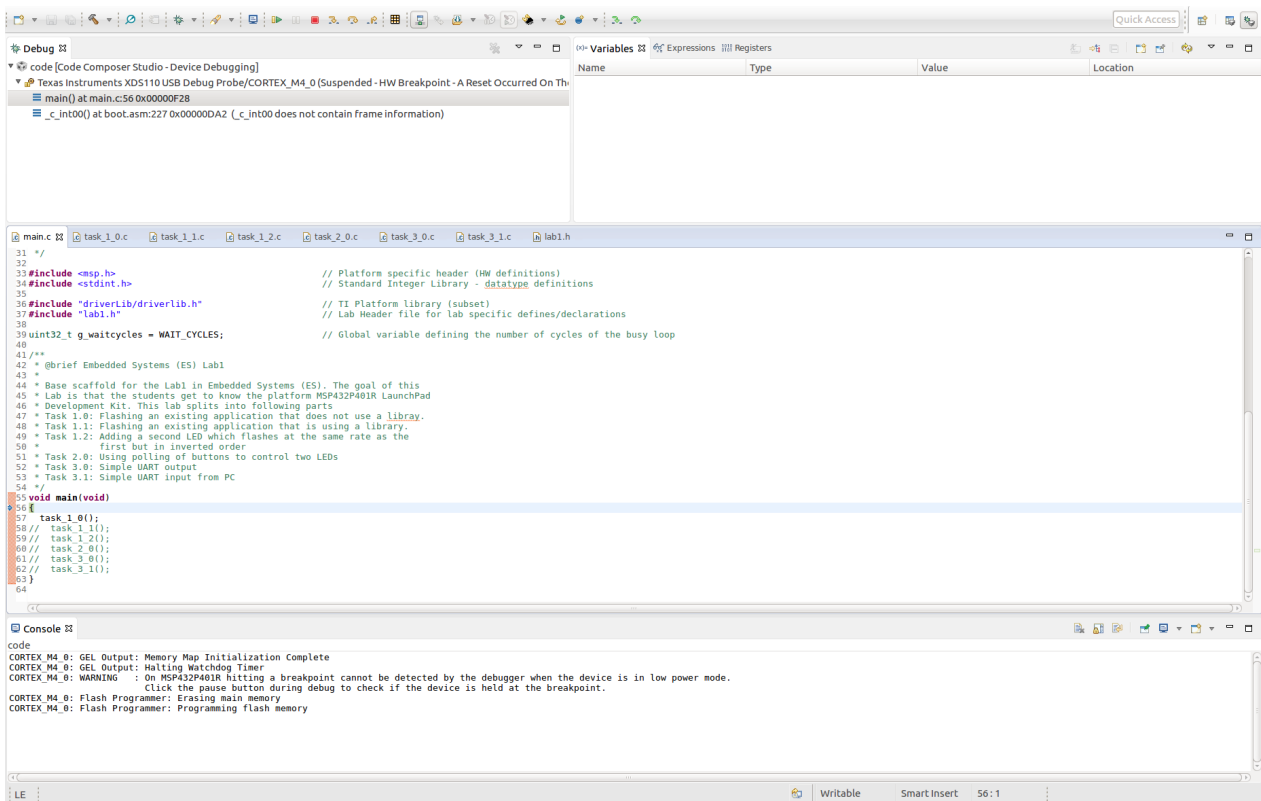 Quick Access
Debug
code [Code Composer Studio - Device Debugging]
Texas Instruments XDS110 USB Debug Probe/CORTEX_M4_0 (Suspended - HW Breakpoint - A Reset Occurred On Th
main() at main.c:56 0x00000F28
_c_int00() at boot.asm:227 0x00000DA2 (_c_int00 does not contain frame information)
(x)= Variables Expressions Registers
Name Type Value Location
main.c task_1_0.c task_1_1.c task_1_2.c task_2_0.c task_3_0.c task_3_1.c lab1.h
31 */
32
33 #include <msp.h> // Platform specific header (HW definitions)
34 #include <stdint.h> // Standard Integer Library - datatype definitions
35
36 #include "driverLib/driverlib.h" // TI Platform library (subset)
37 #include "lab1.h" // Lab Header file for lab specific defines/declarations
38
39 uint32_t g_waitcycles = WAIT_CYCLES; // Global variable defining the number of cycles of the busy loop
40
41 /**
42 * @brief Embedded Systems (ES) Lab1
43 *
44 * Base scaffold for the Lab1 in Embedded Systems (ES). The goal of this
45 * Lab is that the students get to know the platform MSP432P401R LaunchPad
46 * Development Kit. This lab splits into following parts
47 * Task 1.0: Flashing an existing application that does not use a libray.
48 * Task 1.1: Flashing an existing application that is using a library.
49 * Task 1.2: Adding a second LED which flashes at the same rate as the
50 * first but in inverted order
51 * Task 2.0: Using polling of buttons to control two LEDs
52 * Task 3.0: Simple UART output
53 * Task 3.1: Simple UART input from PC
54 */
55 void main(void)
56 {
57 task_1_0();
58 // task_1_1();
59 // task_1_2();
60 // task_2_0();
61 // task_3_0();
62 // task_3_1();
63 }
64
Console
code
CORTEX_M4_0: GEL Output: Memory Map Initialization Complete
CORTEX_M4_0: GEL Output: Halting Watchdog Timer
CORTEX_M4_0: WARNING : On MSP432P401R hitting a breakpoint cannot be detected by the debugger when the device is in low power mode.
Click the pause button during debug to check if the device is held at the breakpoint.
CORTEX_M4_0: Flash Programmer: Erasing main memory
CORTEX_M4_0: Flash Programmer: Programming flash memory
LE Writable Smart Insert 56 : 1